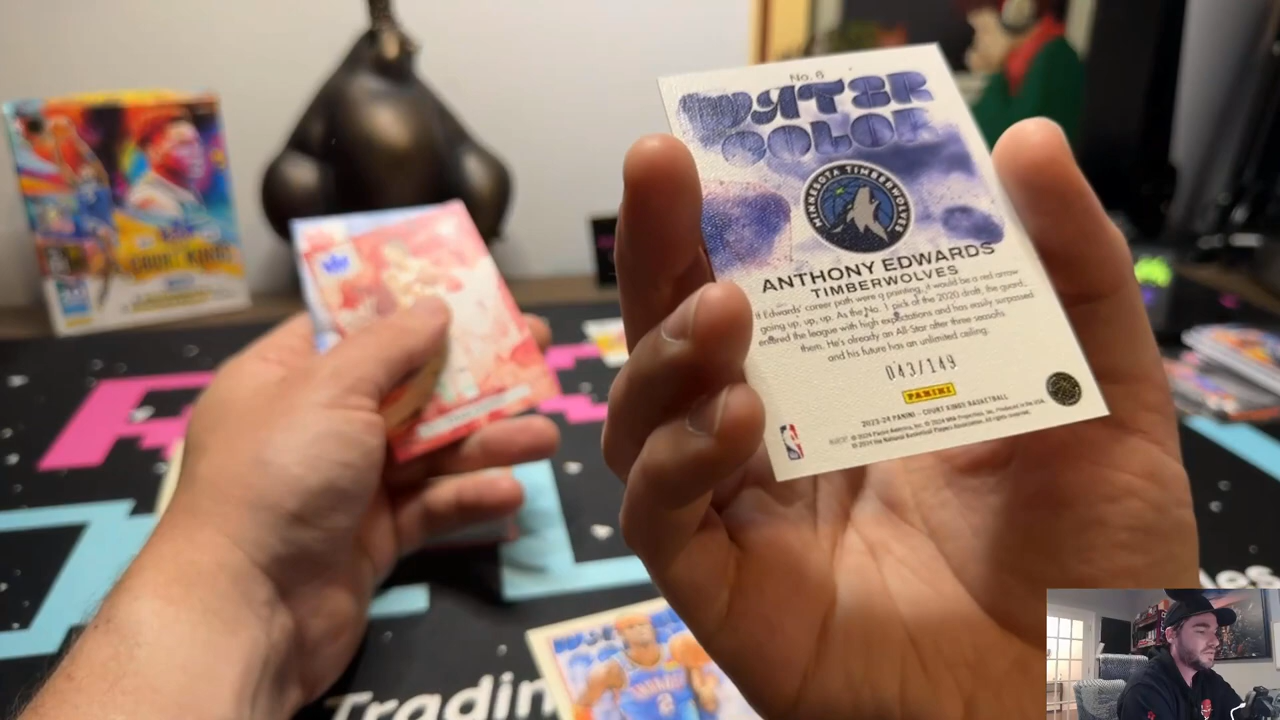 No. 6
WATER
COLOR
MINNESOTA TIMBERWOLVES
ANTHONY EDWARDS
TIMBERWOLVES
If Edwards' career path were a painting, it would be a red arrow
going up, up, up. As the No. 1 pick of the 2020 draft, the guard
entered the league with high expectations and has easily surpassed
them. He's already an All-Star after three seasons
and his future has an unlimited ceiling.
043/149
PANINI
2023-24 PANINI – COURT KINGS BASKETBALL
COURT KINGS
Trading